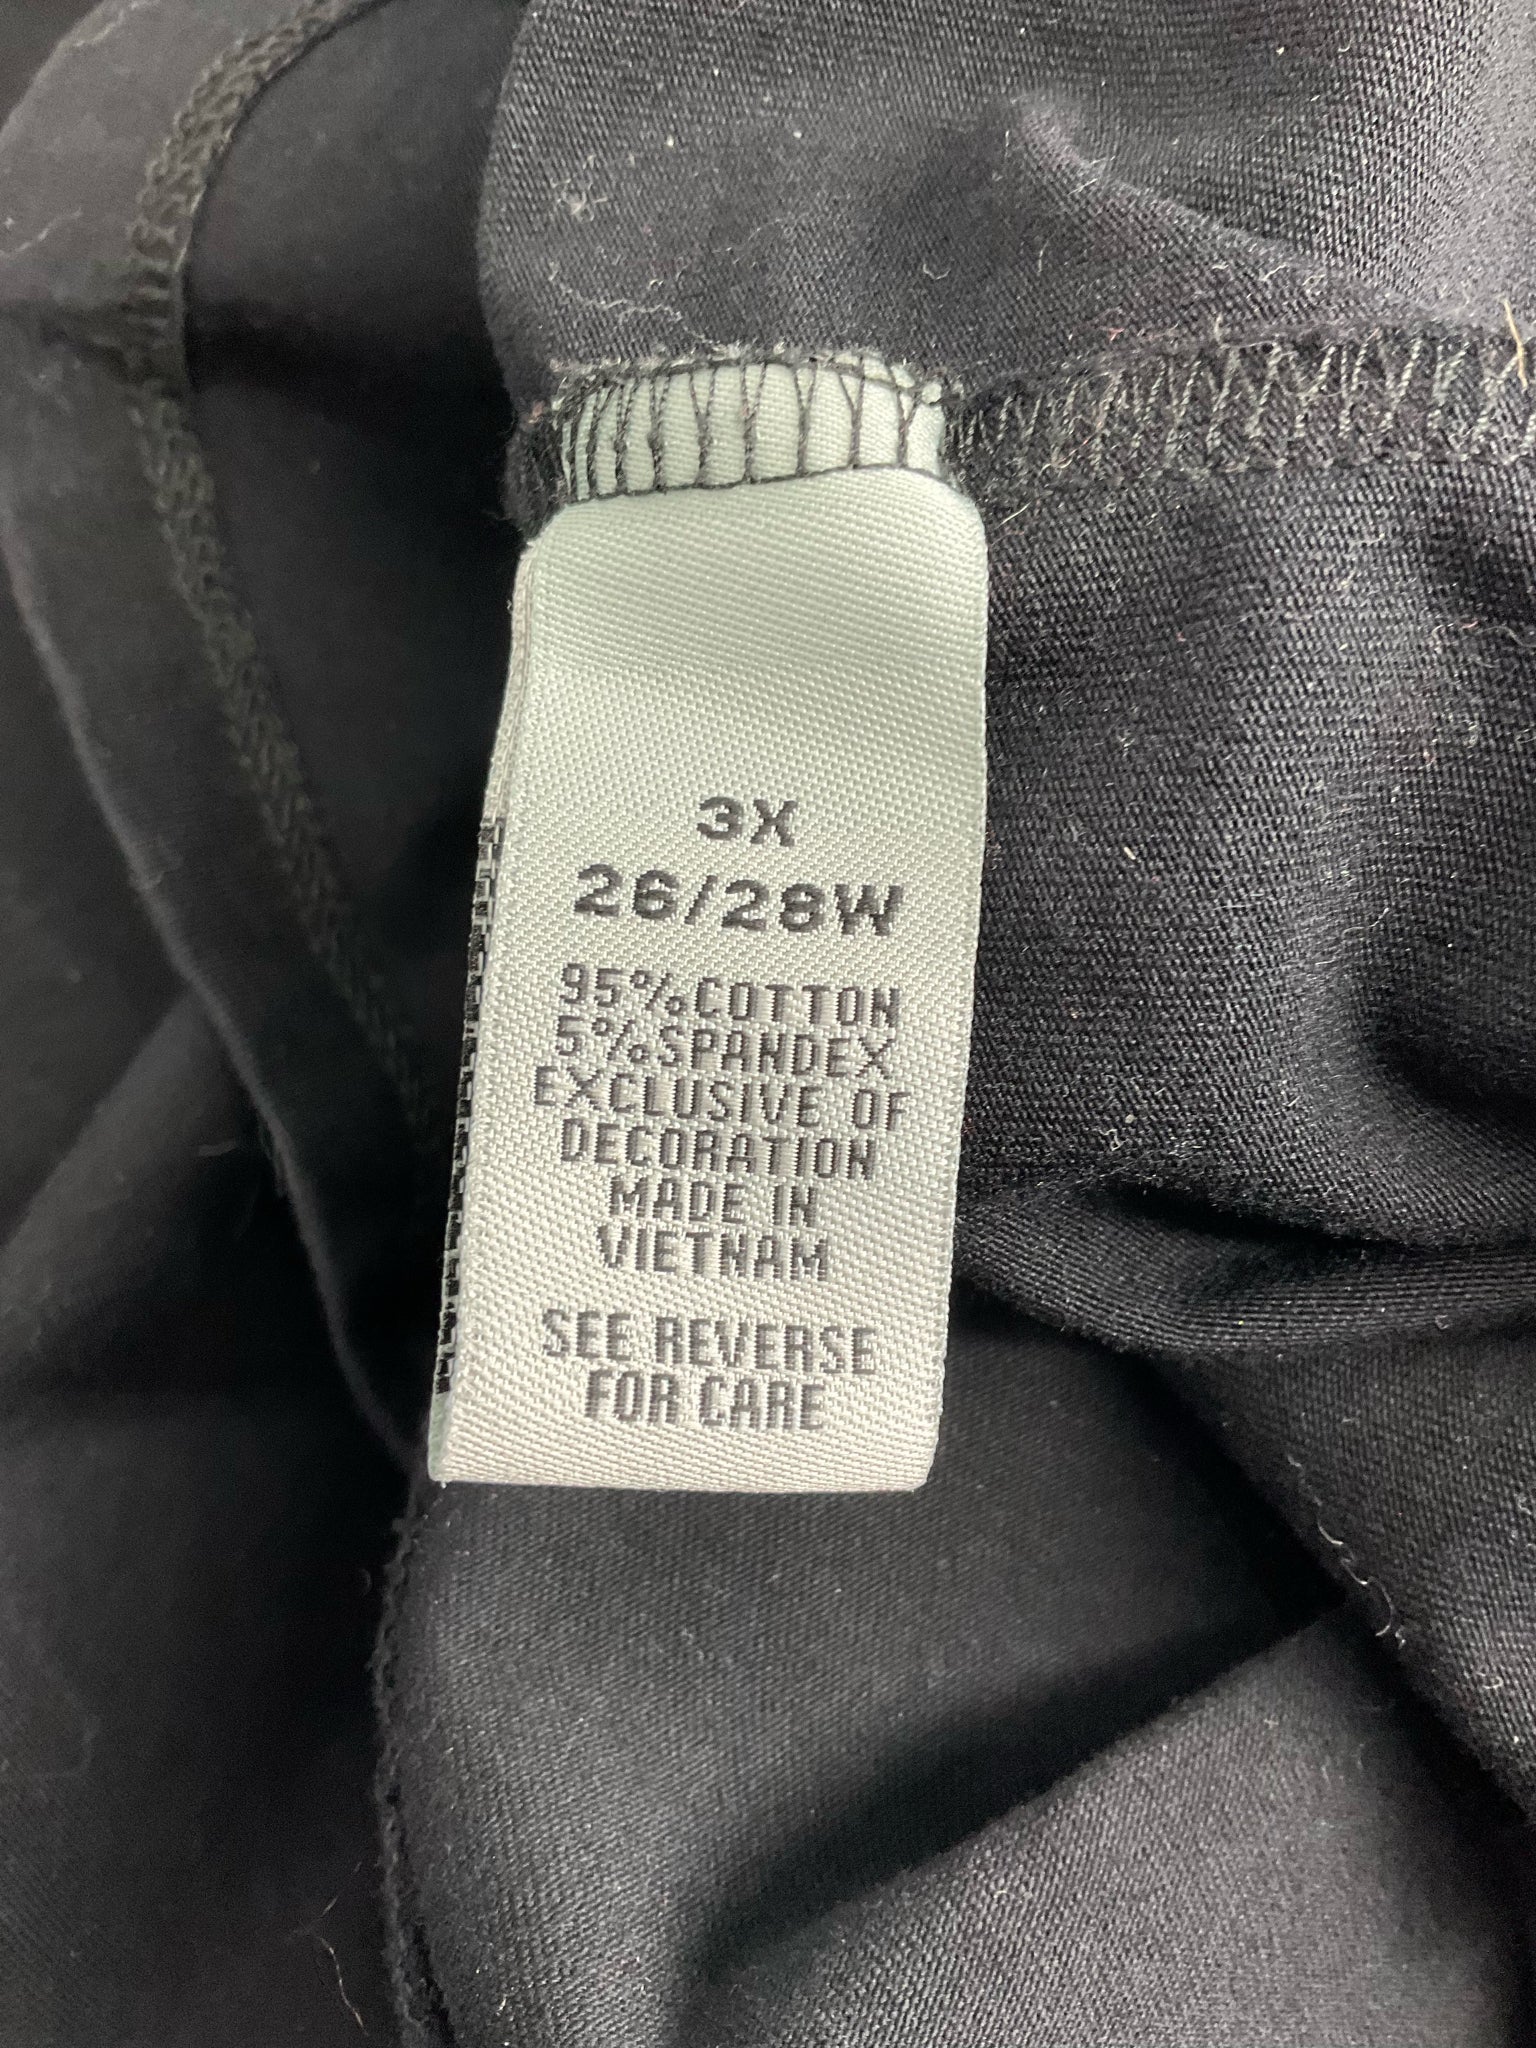 3X
26/28W
95%COTTON
5%SPANDEX
EXCLUSIVE OF
DECORATION
MADE IN
VIETNAM
SEE REVERSE
FOR CARE